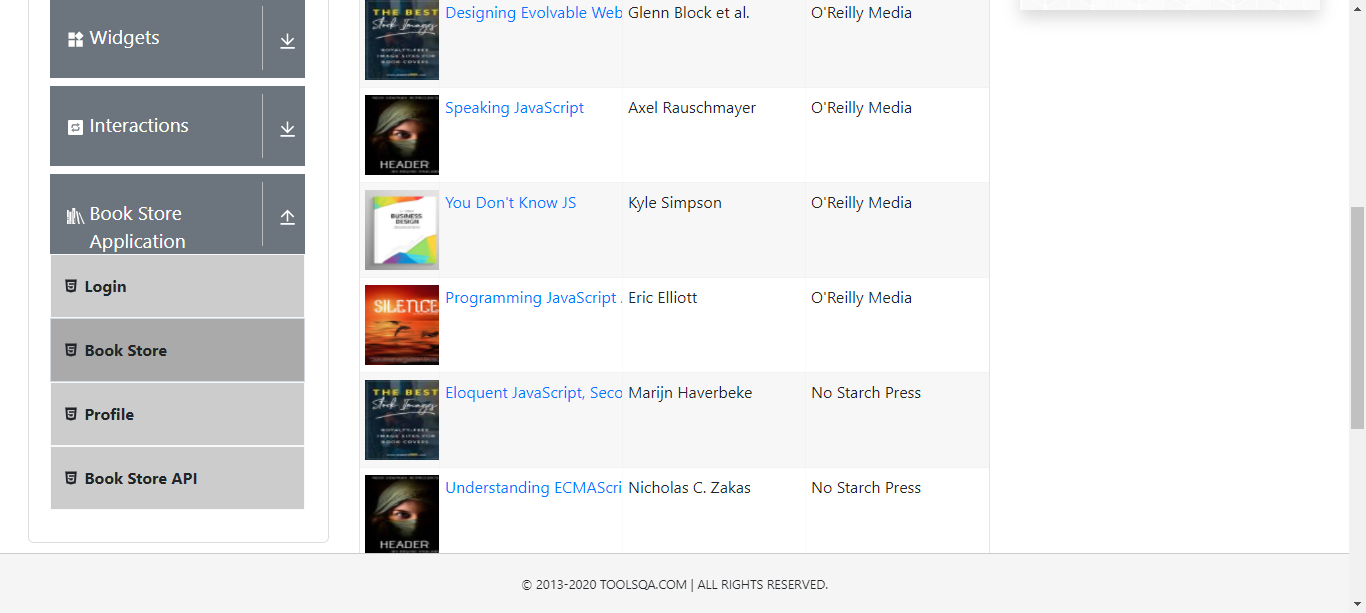 Widgets
Interactions
Book Store
Application
Login
Book Store
Profile
Book Store API
THE BEST
Stock Images
ROYALTY-FREE
IMAGE SITES FOR
BOOK COVERS
Designing Evolvable Web
Glenn Block et al.
O'Reilly Media
HEADER
Speaking JavaScript
Axel Rauschmayer
O'Reilly Media
BUSINESS
DESIGN
You Don't Know JS
Kyle Simpson
O'Reilly Media
SILENCE
Programming JavaScript
Eric Elliott
O'Reilly Media
THE BEST
Stock Images
ROYALTY-FREE
IMAGE SITES FOR
BOOK COVERS
Eloquent JavaScript, Seco
Marijn Haverbeke
No Starch Press
HEADER
Understanding ECMAScri
Nicholas C. Zakas
No Starch Press
© 2013-2020 TOOLSQA.COM | ALL RIGHTS RESERVED.